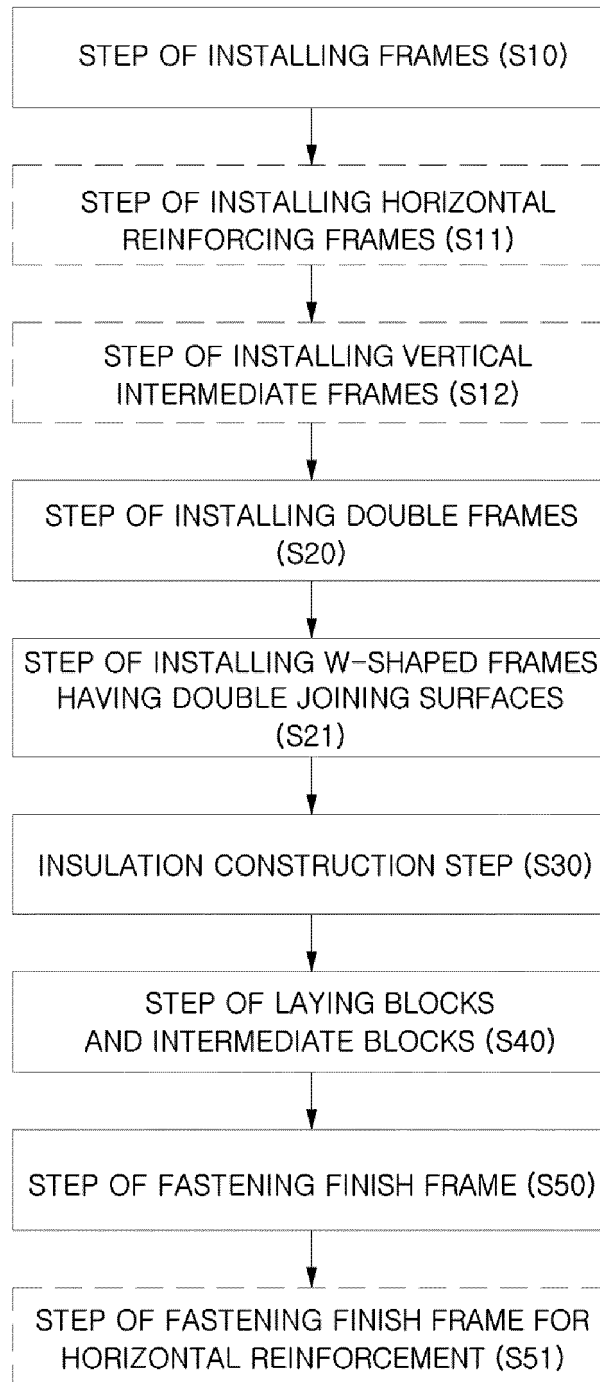 STEP OF INSTALLING FRAMES (S10)
STEP OF INSTALLING HORIZONTAL
REINFORCING FRAMES (S11)
STEP OF INSTALLING VERTICAL
INTERMEDIATE FRAMES (S12)
STEP OF INSTALLING DOUBLE FRAMES
(S20)
STEP OF INSTALLING W-SHAPED FRAMES
HAVING DOUBLE JOINING SURFACES
(S21)
INSULATION CONSTRUCTION STEP (S30)
STEP OF LAYING BLOCKS
AND INTERMEDIATE BLOCKS (S40)
STEP OF FASTENING FINISH FRAME (S50)
STEP OF FASTENING FINISH FRAME FOR
HORIZONTAL REINFORCEMENT (S51)